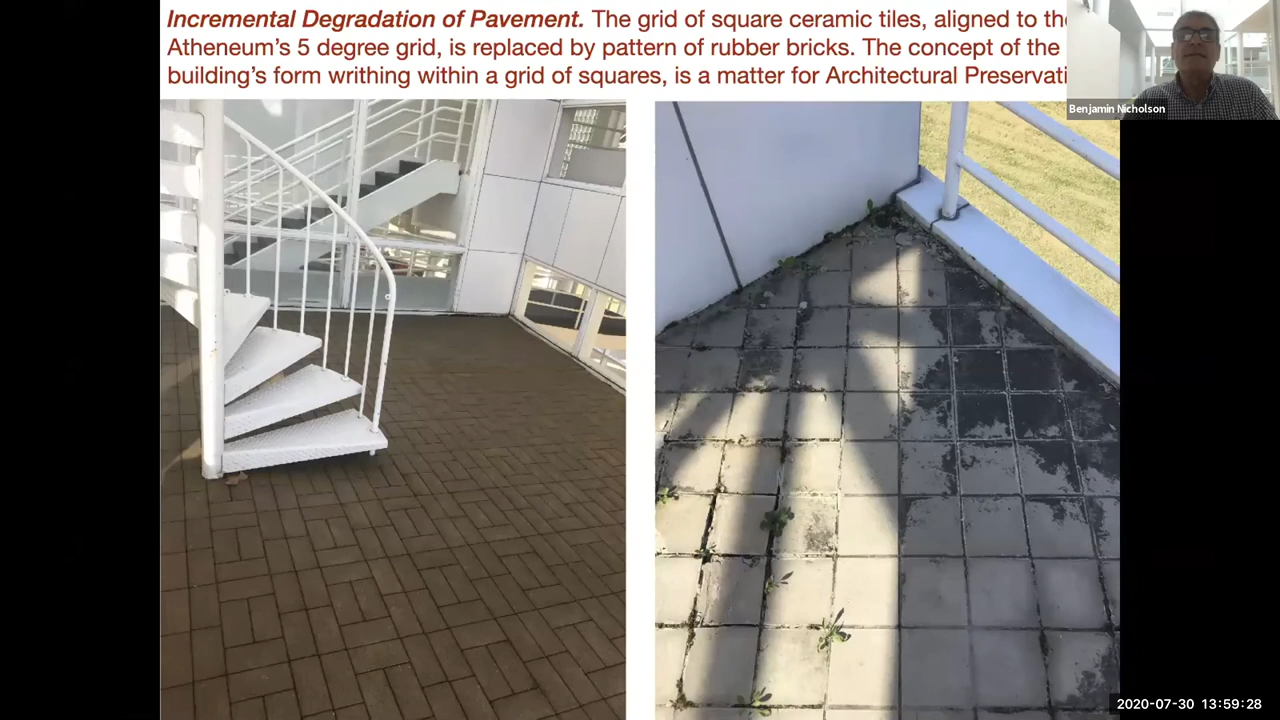 Incremental Degradation of Pavement. The grid of square ceramic tiles, aligned to the
Atheneum's 5 degree grid, is replaced by pattern of rubber bricks. The concept of the
building's form writhing within a grid of squares, is a matter for Architectural Preservati
Benjamin Nicholson
2020-07-30 13:59:28